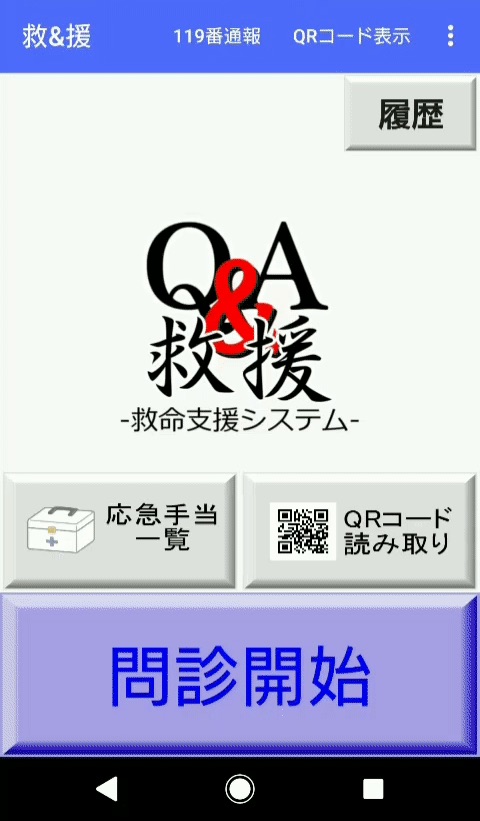 救&援 119番通報 QRコード表示
履歴
Q&A
救援
-救命支援システム-
応急手当
一覧
QRコード
読み取り
問診開始